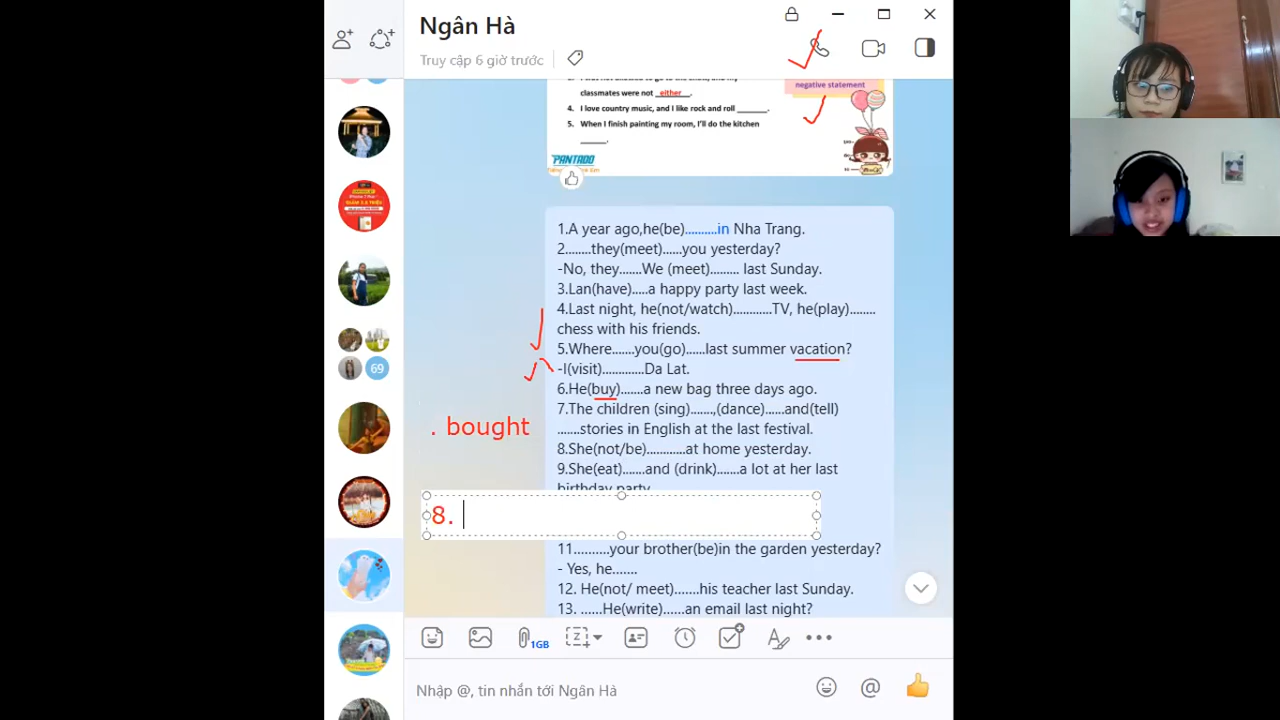 Ngân Hà
Truy cập 6 giờ trước
classmates were not either.
negative statement
4. I love country music, and I like rock and roll _______.
5. When I finish painting my room, I'll do the kitchen
______.
PANTADO
1.A year ago,he(be)..........in Nha Trang.
2........they(meet)......you yesterday?
-No, they.......We (meet)......... last Sunday.
3.Lan(have).....a happy party last week.
4.Last night, he(not/watch)............TV, he(play)........
chess with his friends.
5.Where.......you(go)......last summer vacation?
-I(visit)............Da Lat.
6.He(buy).......a new bag three days ago.
7.The children (sing).......,(dance)......and(tell)
.......stories in English at the last festival.
8.She(not/be)............at home yesterday.
9.She(eat).......and (drink).......a lot at her last
birthday party
. bought
8.
11..........your brother(be)in the garden yesterday?
- Yes, he.......
12. He(not/ meet).......his teacher last Sunday.
13. ......He(write)......an email last night?
69
1GB
Nhập @, tin nhắn tới Ngân Hà